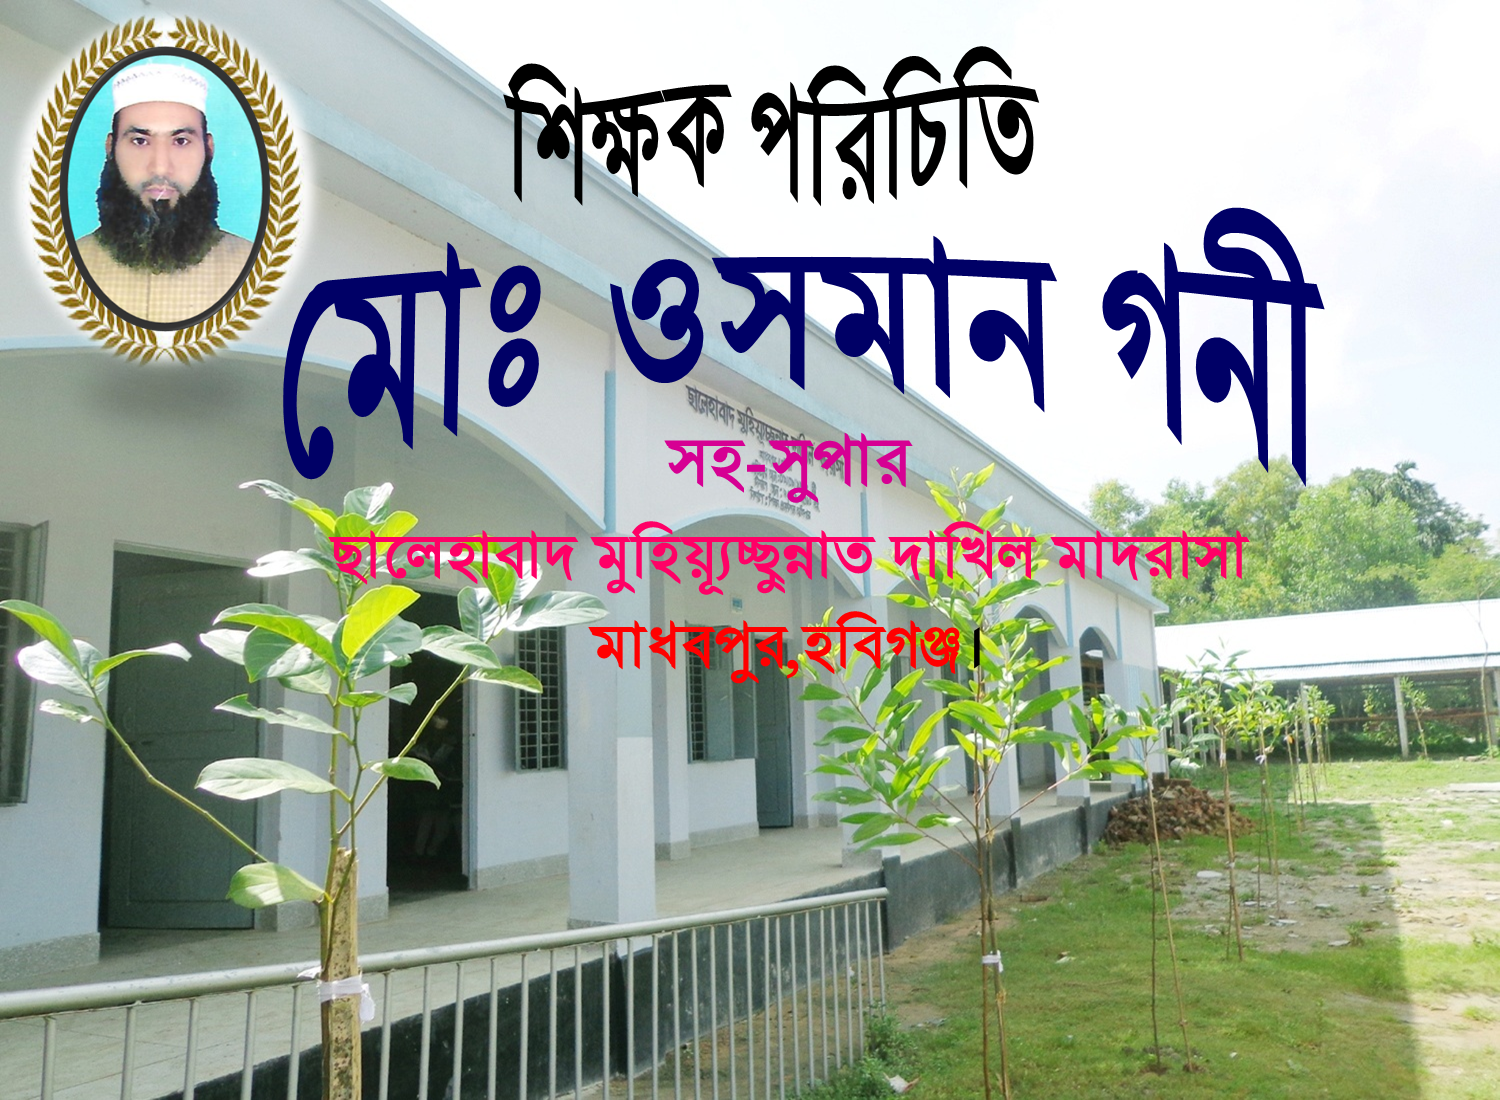 শিক্ষক পরিচিতি
মোঃ ওসমান গনী
ছালেহাবাদ মুহিয়্যুচ্ছুন্নাত
সহ-সুপার
ছালেহাবাদ মুহিয়্যূচ্ছুন্নাত দাখিল মাদরাসা
মাধবপুর,হবিগঞ্জ।